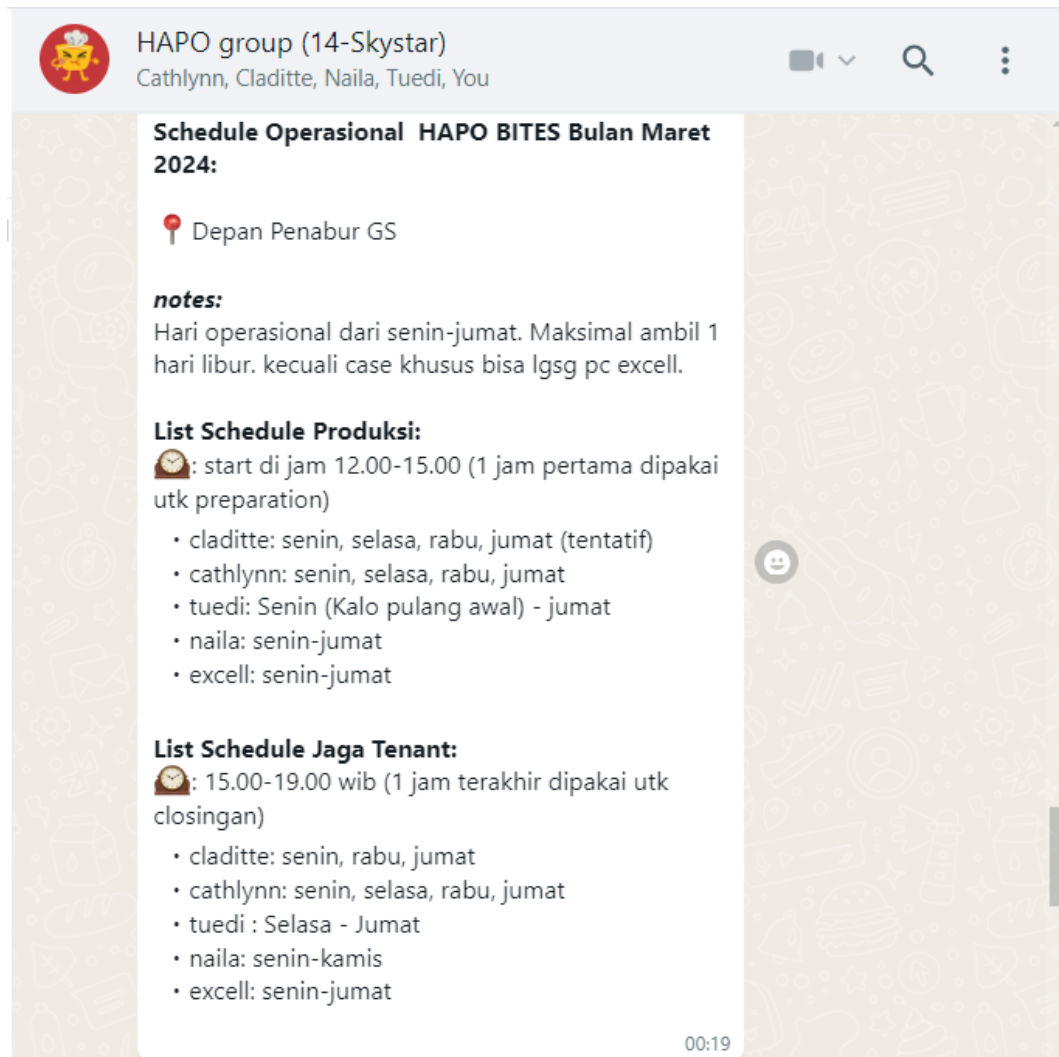 HAPO group (14-Skystar)
Cathlynn, Claditte, Naila, Tuedi, You
Schedule Operasional HAPO BITES Bulan Maret
2024:
📍 Depan Penabur GS
notes:
Hari operasional dari senin-jumat. Maksimal ambil 1
hari libur. kecuali case khusus bisa lgsg pc excell.
List Schedule Produksi:
🕰️: start di jam 12.00-15.00 (1 jam pertama dipakai
utk preparation)
• claditte: senin, selasa, rabu, jumat (tentatif)
• cathlynn: senin, selasa, rabu, jumat
• tuedi: Senin (Kalo pulang awal) - jumat
• naila: senin-jumat
• excell: senin-jumat
List Schedule Jaga Tenant:
🕰️: 15.00-19.00 wib (1 jam terakhir dipakai utk
closingan)
• claditte: senin, rabu, jumat
• cathlynn: senin, selasa, rabu, jumat
• tuedi : Selasa - Jumat
• naila: senin-kamis
• excell: senin-jumat
00:19